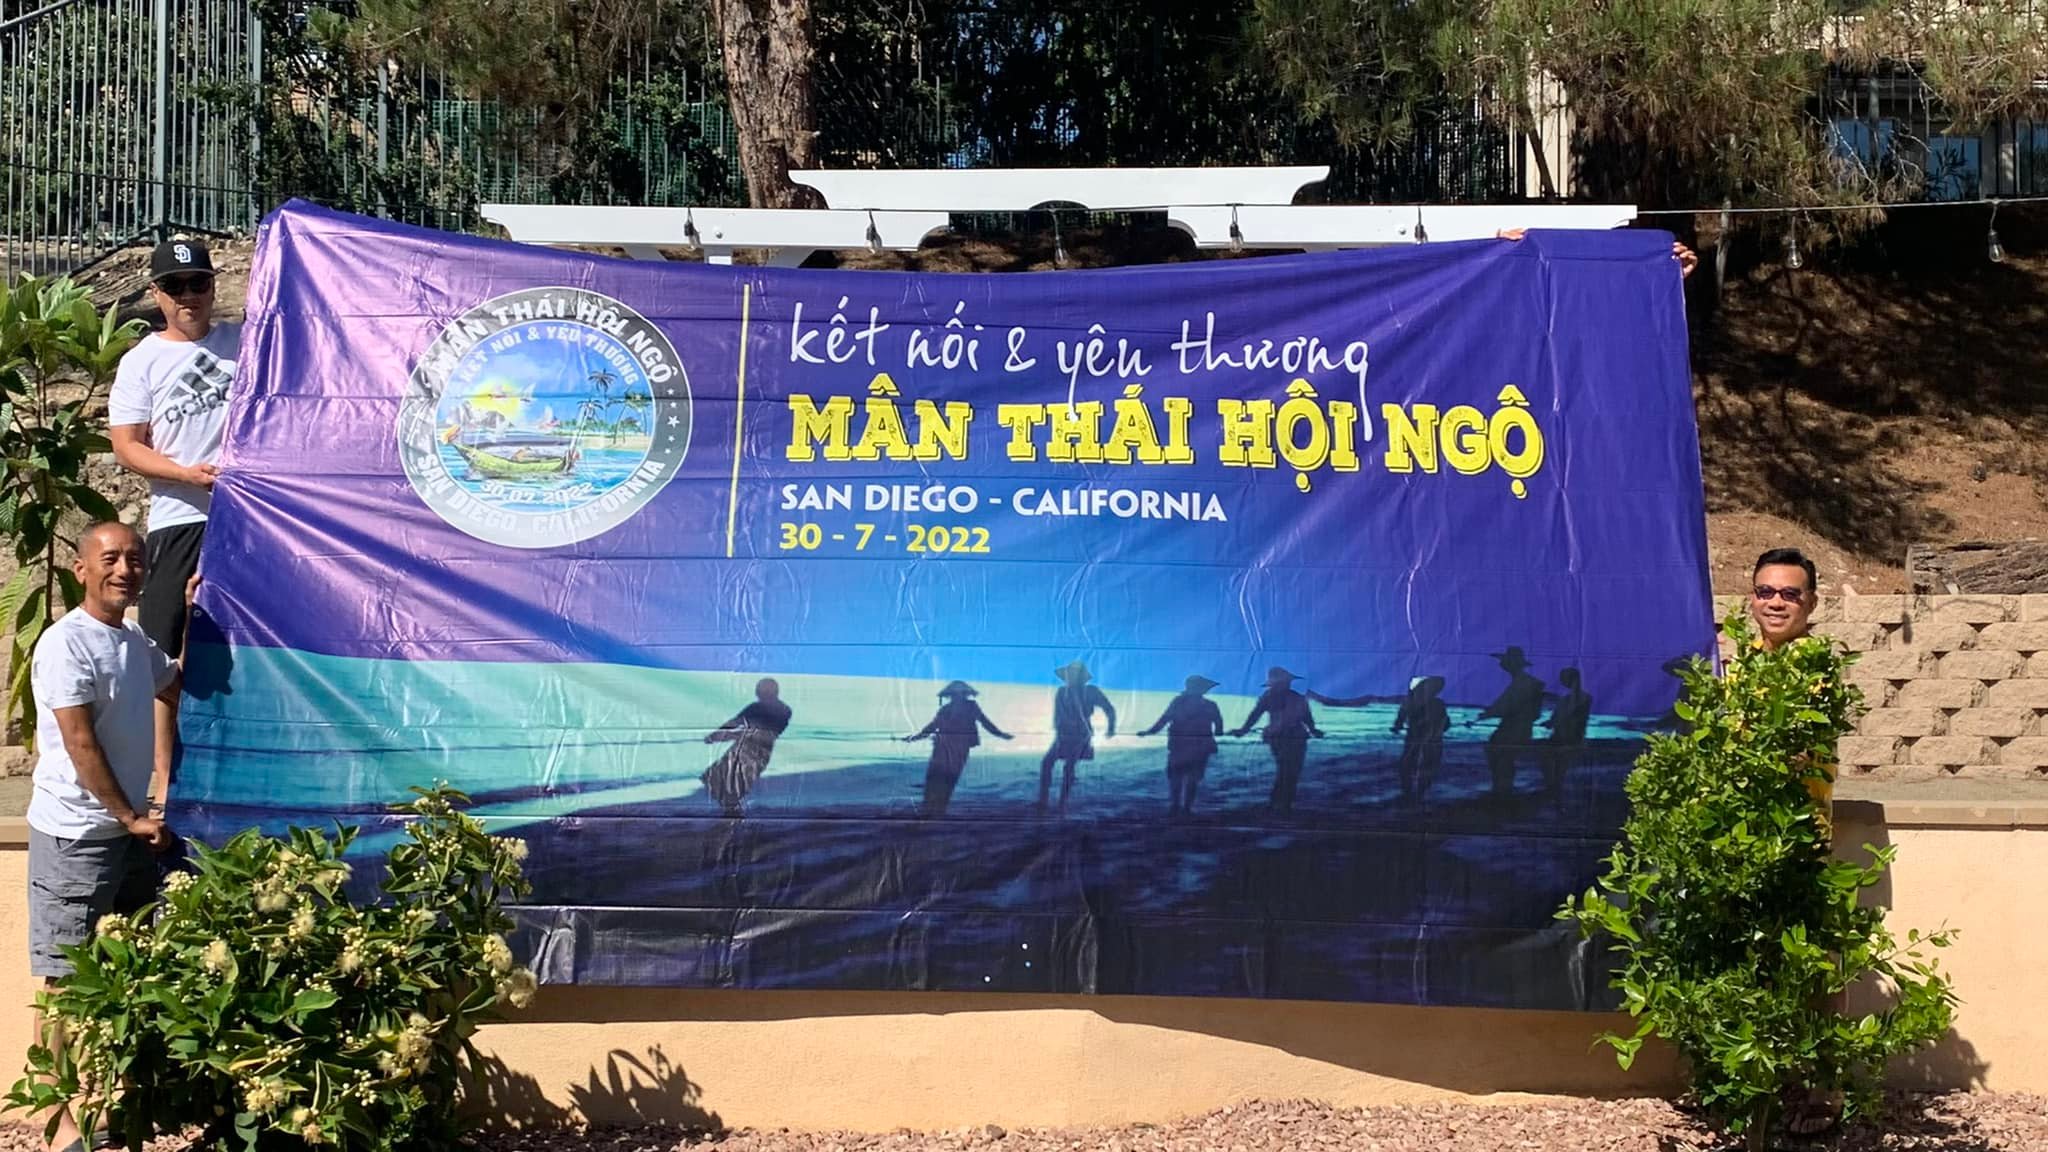 SD
adidas
MÂN THÁI HỘI NGỘ
KẾT NỐI & YÊU THƯƠNG
30.07.2022
SAN DIEGO, CALIFORNIA
kết nối & yêu thương
MÂN THÁI HỘI NGỘ
SAN DIEGO - CALIFORNIA
30 - 7 - 2022